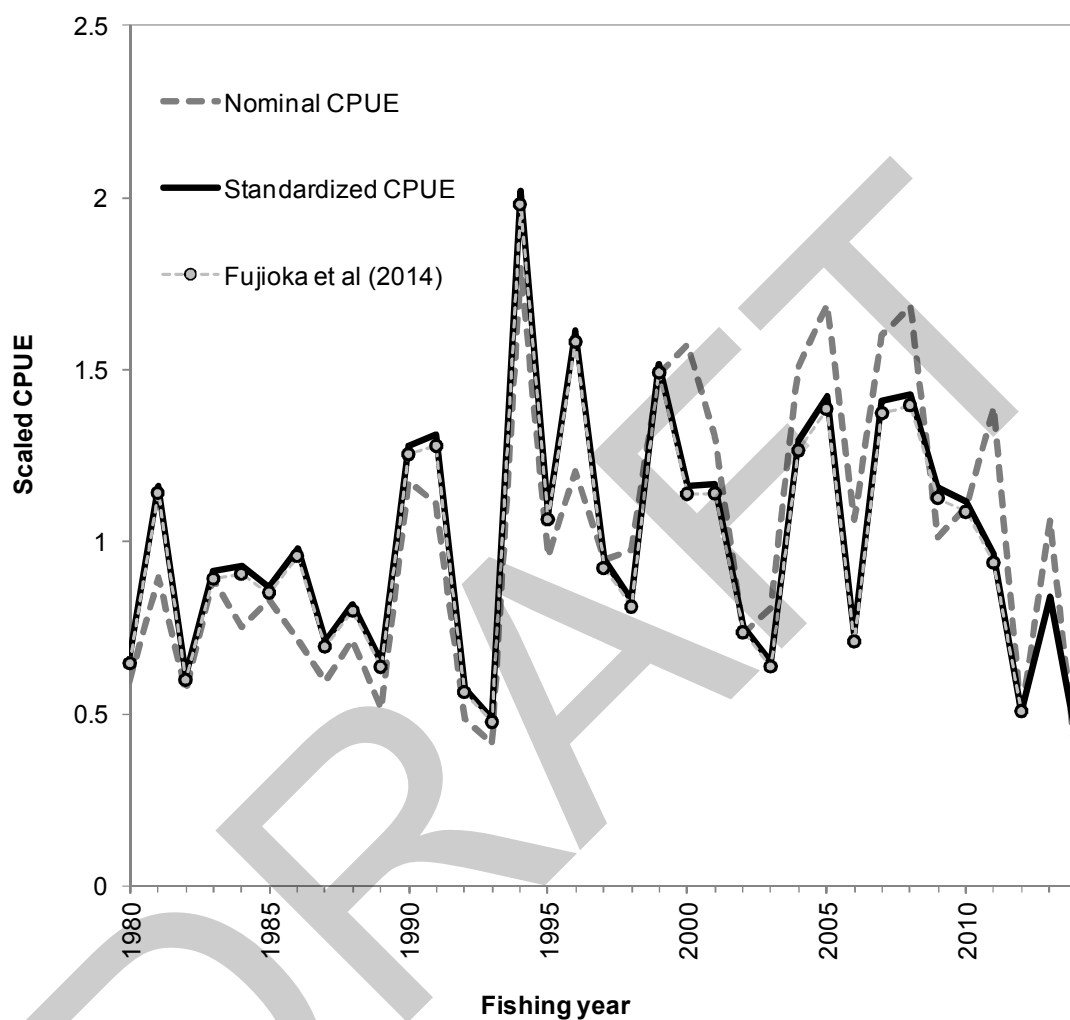 2.5
Nominal CPUE
2
Standardized CPUE
Fujioka et al (2014)
1.5
Scaled CPUE
1
0.5
0
1980
1985
1990
1995
2000
2005
2010
Fishing year
DRAFT